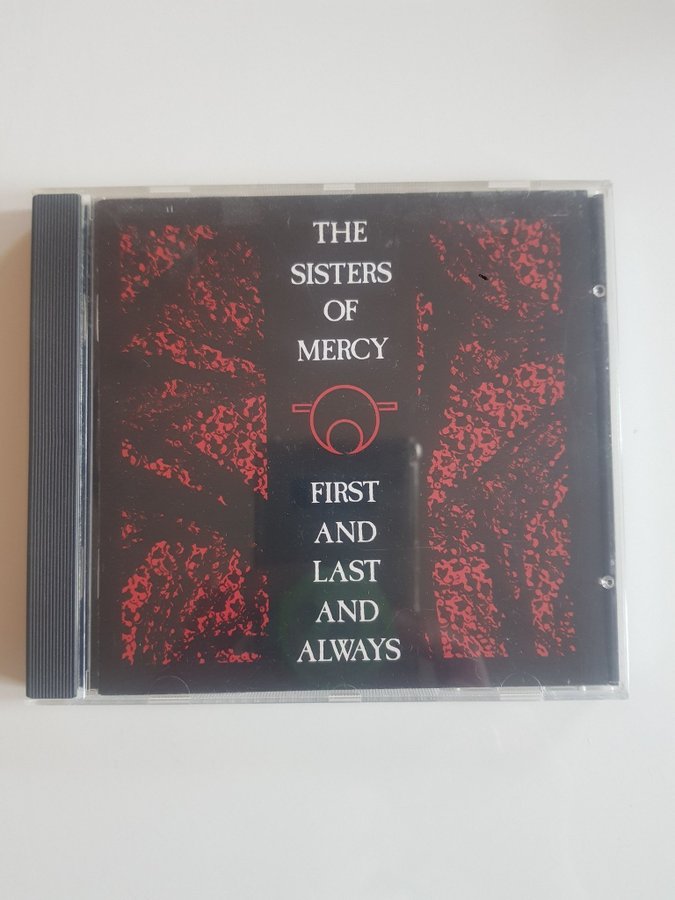 THE
SISTERS
OF
MERCY
FIRST
AND
LAST
AND
ALWAYS